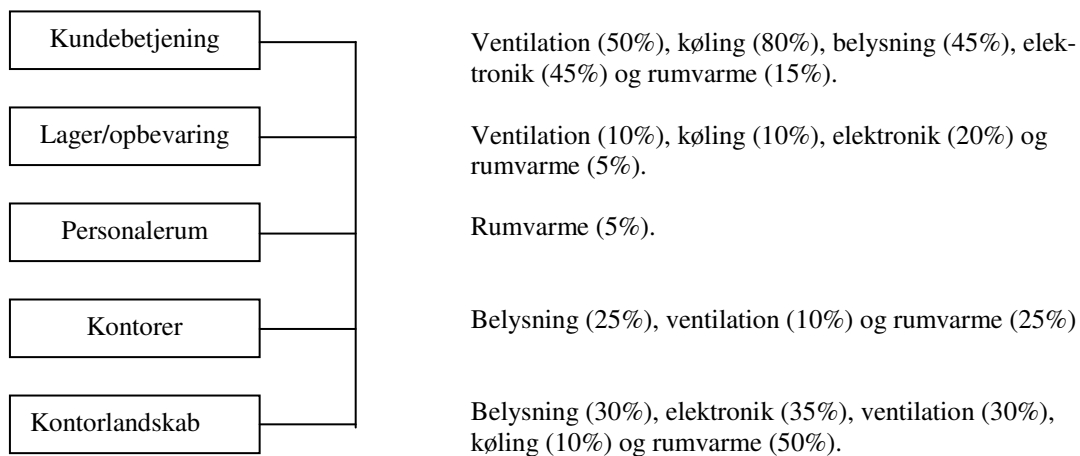 Kundebetjening
Ventilation (50%), køling (80%), belysning (45%), elek-
tronik (45%) og rumvarme (15%).
Lager/opbevaring
Ventilation (10%), køling (10%), elektronik (20%) og
rumvarme (5%).
Personalerum
Rumvarme (5%).
Kontorer
Belysning (25%), ventilation (10%) og rumvarme (25%)
Kontorlandskab
Belysning (30%), elektronik (35%), ventilation (30%),
køling (10%) og rumvarme (50%).